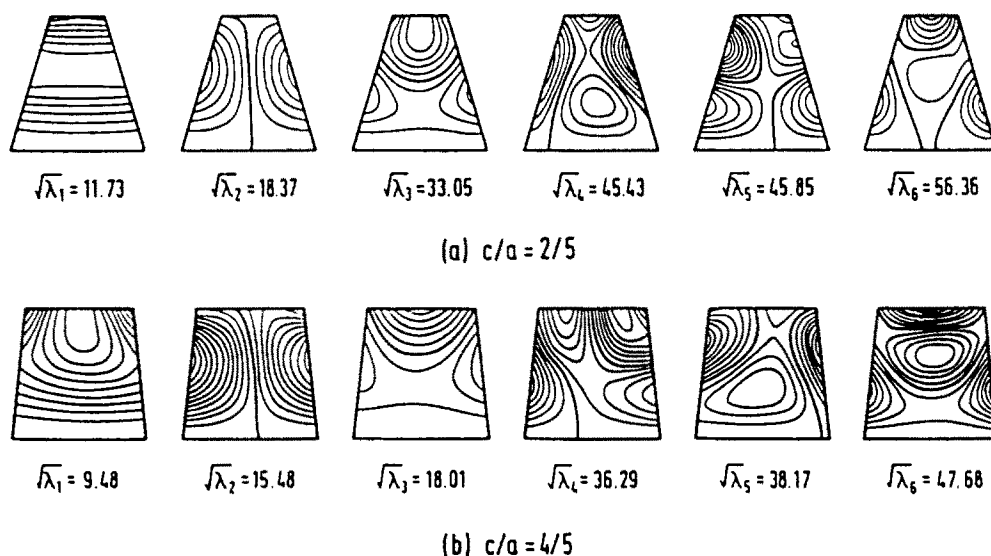 √λ₁ = 11.73 √λ₂ = 18.37 √λ₃ = 33.05 √λ₄ = 45.43 √λ₅ = 45.85 √λ₆ = 56.36
(a) c/a = 2/5
√λ₁ = 9.48 √λ₂ = 15.48 √λ₃ = 18.01 √λ₄ = 36.29 √λ₅ = 38.17 √λ₆ = 47.68
(b) c/a = 4/5